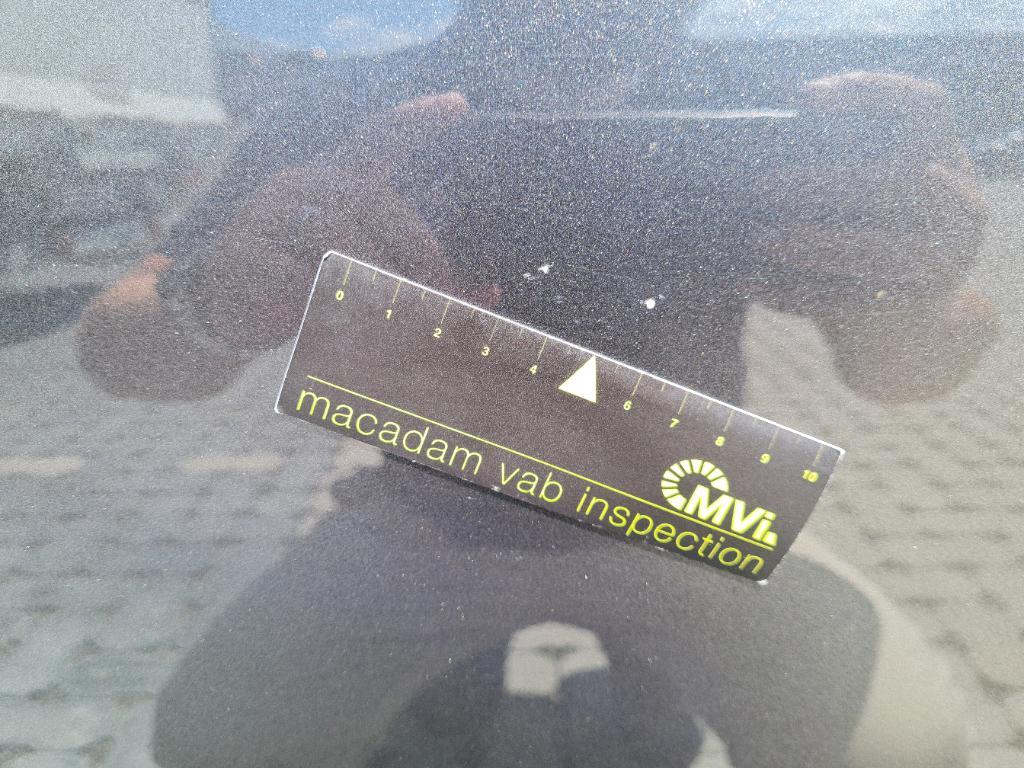 0 1 2 3 4 6 7 8 9 10
MVi
macadam vab inspection